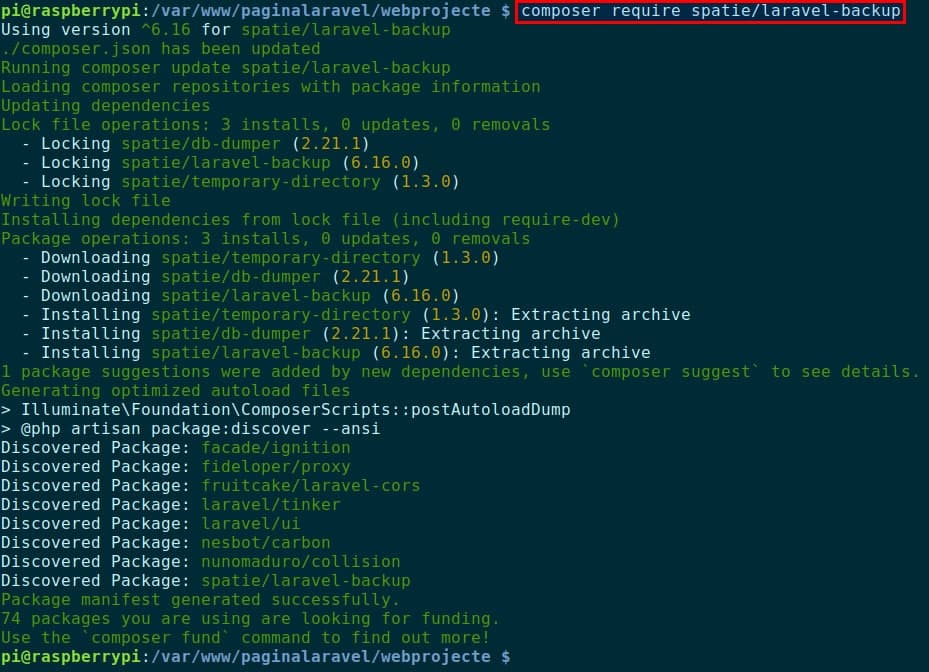 pi@raspberrypi:/var/www/paginalaravel/webprojecte $ composer require spatie/laravel-backup
Using version ^6.16 for spatie/laravel-backup
./composer.json has been updated
Running composer update spatie/laravel-backup
Loading composer repositories with package information
Updating dependencies
Lock file operations: 3 installs, 0 updates, 0 removals
  - Locking spatie/db-dumper (2.21.1)
  - Locking spatie/laravel-backup (6.16.0)
  - Locking spatie/temporary-directory (1.3.0)
Writing lock file
Installing dependencies from lock file (including require-dev)
Package operations: 3 installs, 0 updates, 0 removals
  - Downloading spatie/temporary-directory (1.3.0)
  - Downloading spatie/db-dumper (2.21.1)
  - Downloading spatie/laravel-backup (6.16.0)
  - Installing spatie/temporary-directory (1.3.0): Extracting archive
  - Installing spatie/db-dumper (2.21.1): Extracting archive
  - Installing spatie/laravel-backup (6.16.0): Extracting archive
1 package suggestions were added by new dependencies, use `composer suggest` to see details.
Generating optimized autoload files
> Illuminate\Foundation\ComposerScripts::postAutoloadDump
> @php artisan package:discover --ansi
Discovered Package: facade/ignition
Discovered Package: fideloper/proxy
Discovered Package: fruitcake/laravel-cors
Discovered Package: laravel/tinker
Discovered Package: laravel/ui
Discovered Package: nesbot/carbon
Discovered Package: nunomaduro/collision
Discovered Package: spatie/laravel-backup
Package manifest generated successfully.
74 packages you are using are looking for funding.
Use the `composer fund` command to find out more!
pi@raspberrypi:/var/www/paginalaravel/webprojecte $